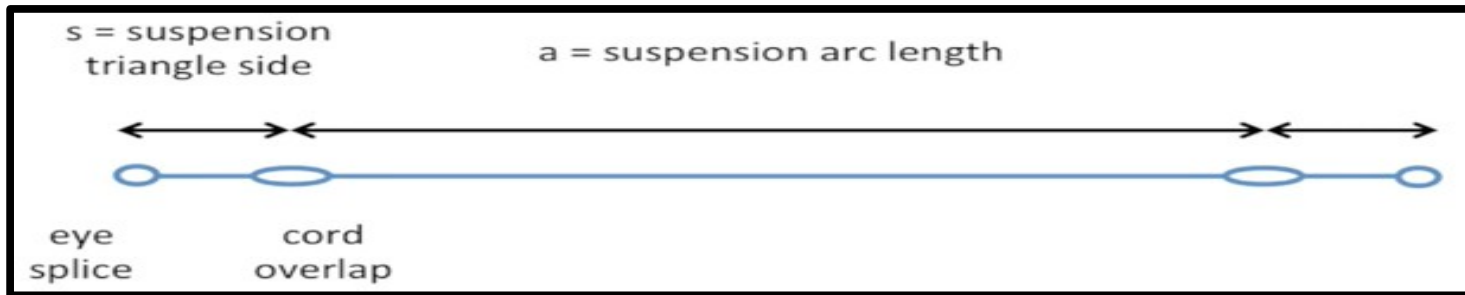 s = suspension
triangle side
a = suspension arc length
eye
splice
cord
overlap